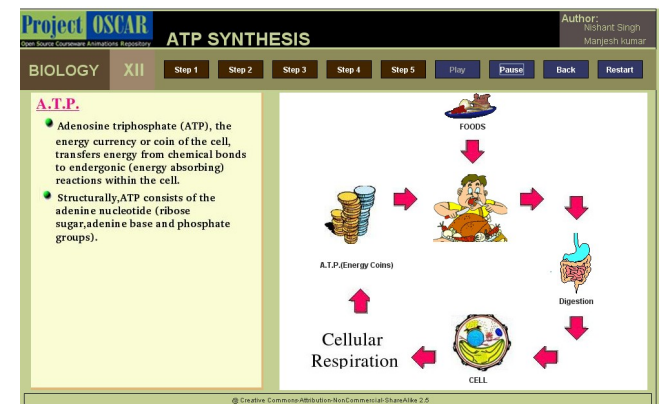 Project OSCAR
Open Source Courseware Animations Repository
ATP SYNTHESIS
Author:
Nishant Singh
Manjesh kumar
BIOLOGY XII Step 1 Step 2 Step 3 Step 4 Step 5 Play Pause Back Restart
A.T.P.
Adenosine triphosphate (ATP), the
energy currency or coin of the cell,
transfers energy from chemical bonds
to endergonic (energy absorbing)
reactions within the cell.
Structurally,ATP consists of the
adenine nucleotide (ribose
sugar,adenine base and phosphate
groups).
FOODS
A.T.P.(Energy Coins)
Digestion
Cellular
Respiration
CELL
@ Creative Commons-Attribution-NonCommercial-ShareAlike 2.5